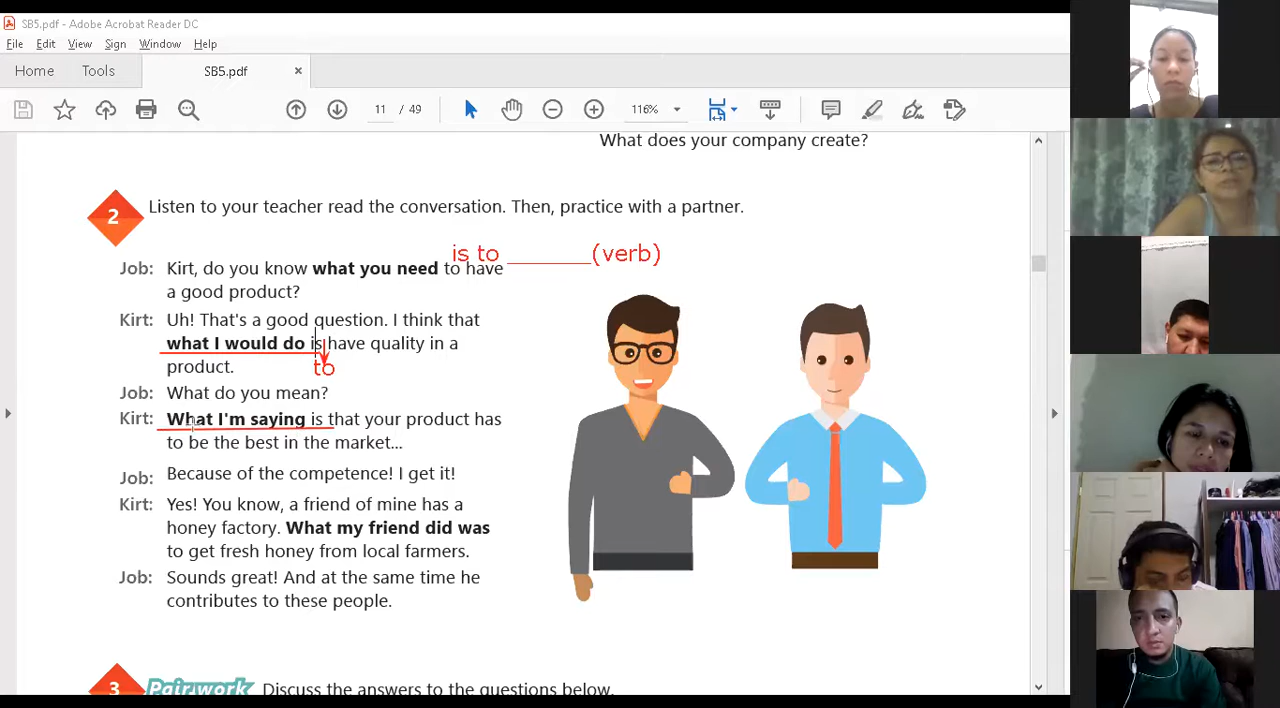 SB5.pdf - Adobe Acrobat Reader DC
File Edit View Sign Window Help
Home Tools SB5.pdf ×
11 / 49 116%
What does your company create?
2 Listen to your teacher read the conversation. Then, practice with a partner.
is to ______(verb)
Job: Kirt, do you know what you need to have
a good product?
Kirt: Uh! That's a good question. I think that
what I would do is have quality in a
product.
to
Job: What do you mean?
Kirt: What I'm saying is that your product has
to be the best in the market...
Job: Because of the competence! I get it!
Kirt: Yes! You know, a friend of mine has a
honey factory. What my friend did was
to get fresh honey from local farmers.
Job: Sounds great! And at the same time he
contributes to these people.
3 Pair work Discuss the answers to the questions below.